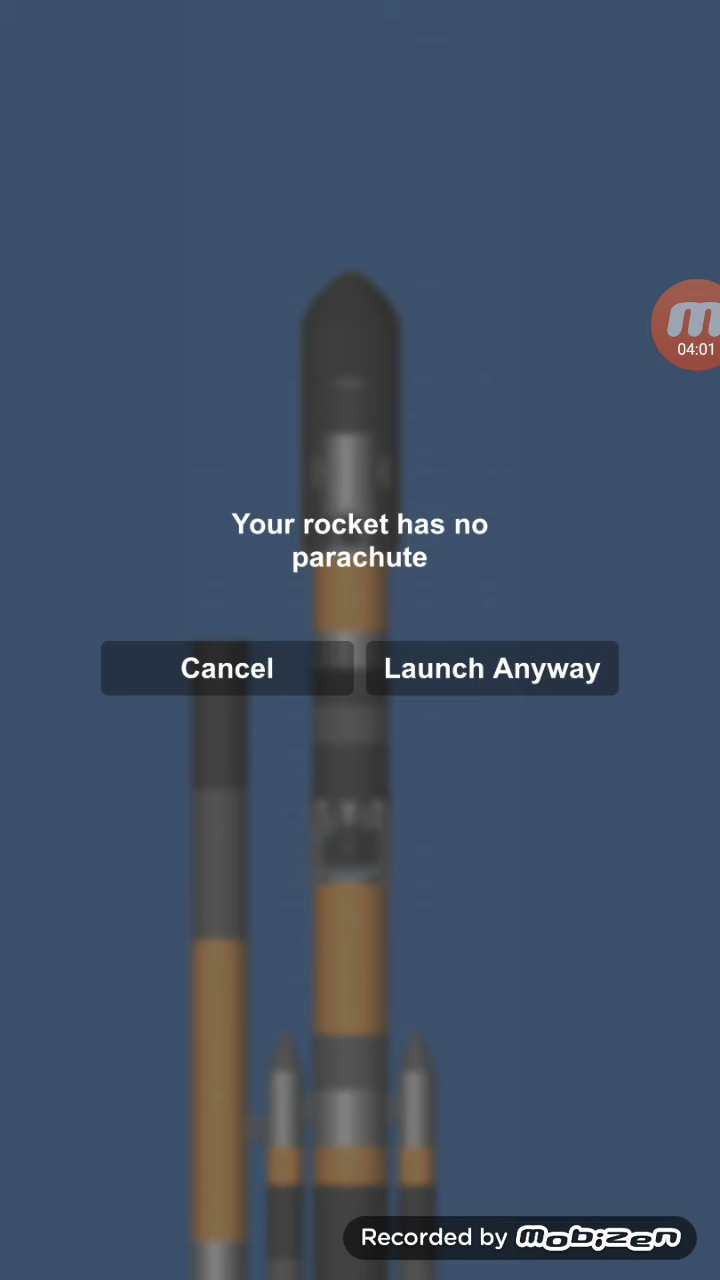 04:01
Your rocket has no
parachute
Cancel
Launch Anyway
Recorded by mobizen